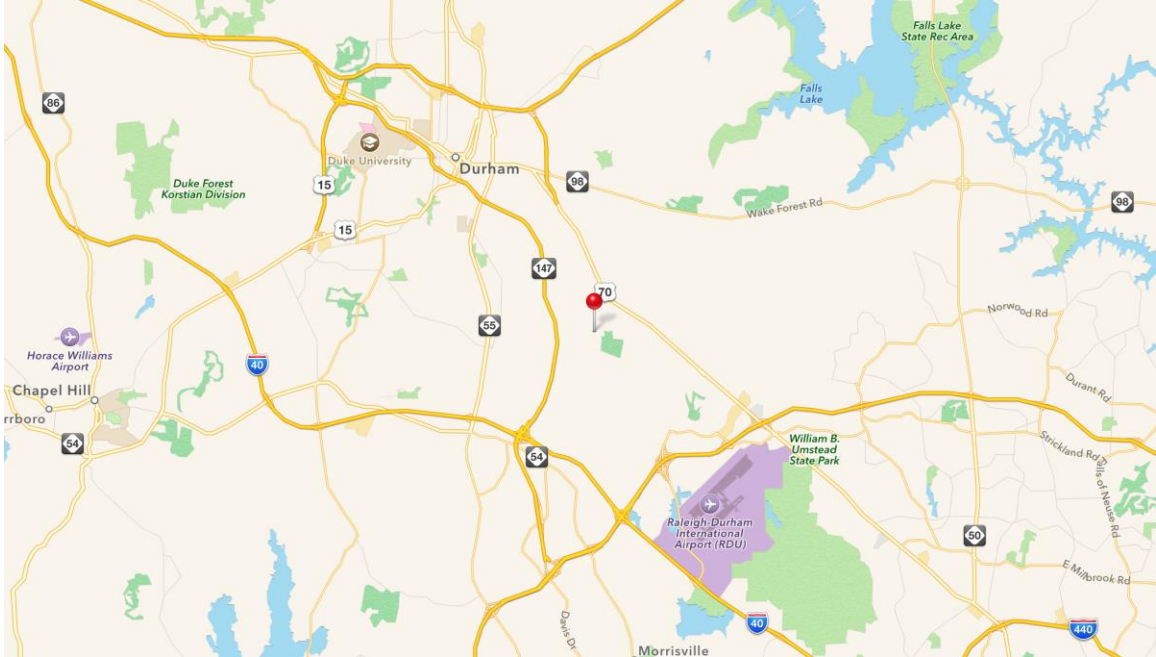 Falls Lake
State Rec Area
Falls
Lake
86
Duke University
Durham
98
Duke Forest
Korstian Division
15
98
Wake Forest Rd
15
147
70
55
Norwood Rd
Horace Williams
Airport
40
Chapel Hill
rrboro
Durant Rd
54
54
William B.
Umstead
State Park
Strickland Rd
lls of Neuse Rd
Raleigh-Durham
International
Airport (RDU)
50
E Millbrook Rd
Davis Dr
40
440
Morrisville